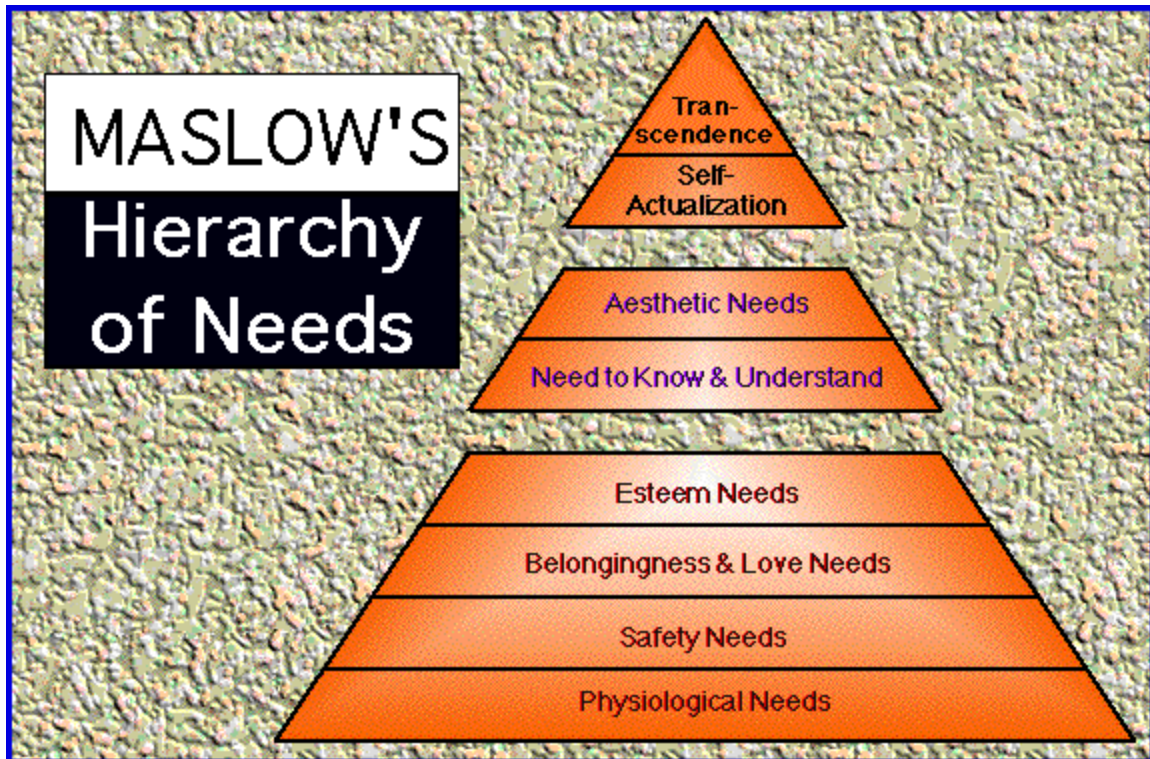 MASLOW'S
Hierarchy
of Needs
Tran-
scendence
Self-
Actualization
Aesthetic Needs
Need to Know & Understand
Esteem Needs
Belongingness & Love Needs
Safety Needs
Physiological Needs